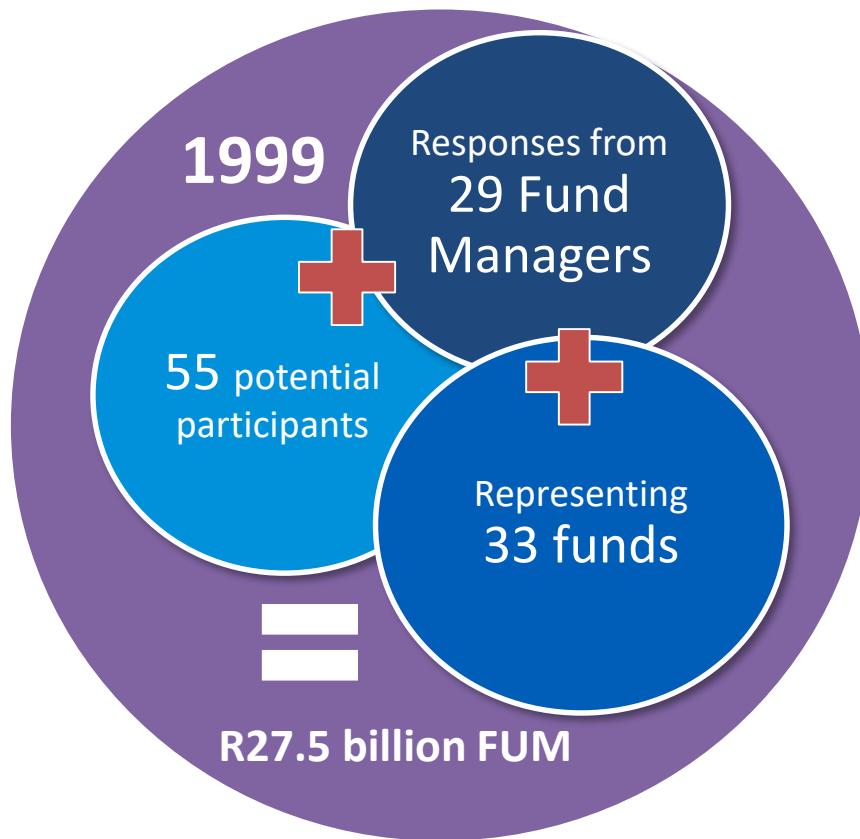 1999
Responses from
29 Fund
Managers
55 potential
participants
Representing
33 funds
R27.5 billion FUM